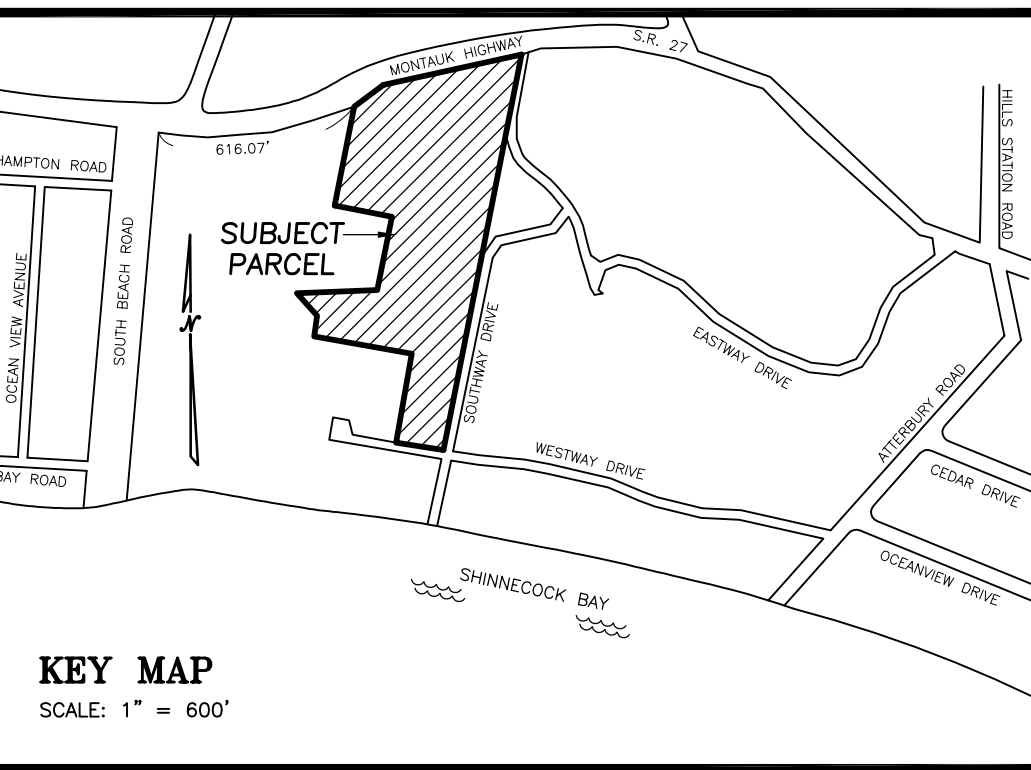 MONTAUK HIGHWAY
S.R. 27
HILLS STATION ROAD
616.07'
HAMPTON ROAD
SUBJECT
PARCEL
SOUTH BEACH ROAD
OCEAN VIEW AVENUE
N
SOUTHWAY DRIVE
EASTWAY DRIVE
ATTERBURY ROAD
WESTWAY DRIVE
BAY ROAD
CEDAR DRIVE
OCEANVIEW DRIVE
SHINNECOCK BAY
KEY MAP
SCALE: 1" = 600'